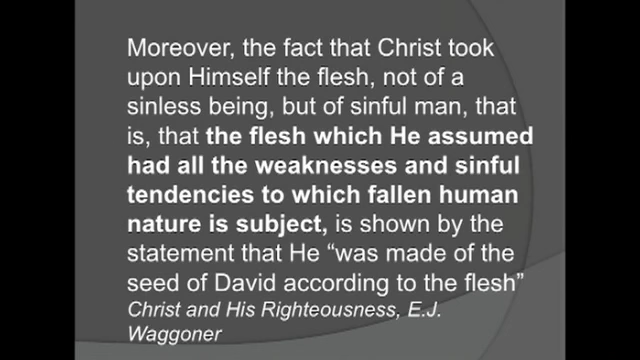 Moreover, the fact that Christ took
upon Himself the flesh, not of a
sinless being, but of sinful man, that
is, that the flesh which He assumed
had all the weaknesses and sinful
tendencies to which fallen human
nature is subject, is shown by the
statement that He “was made of the
seed of David according to the flesh”
Christ and His Righteousness, E.J.
Waggoner